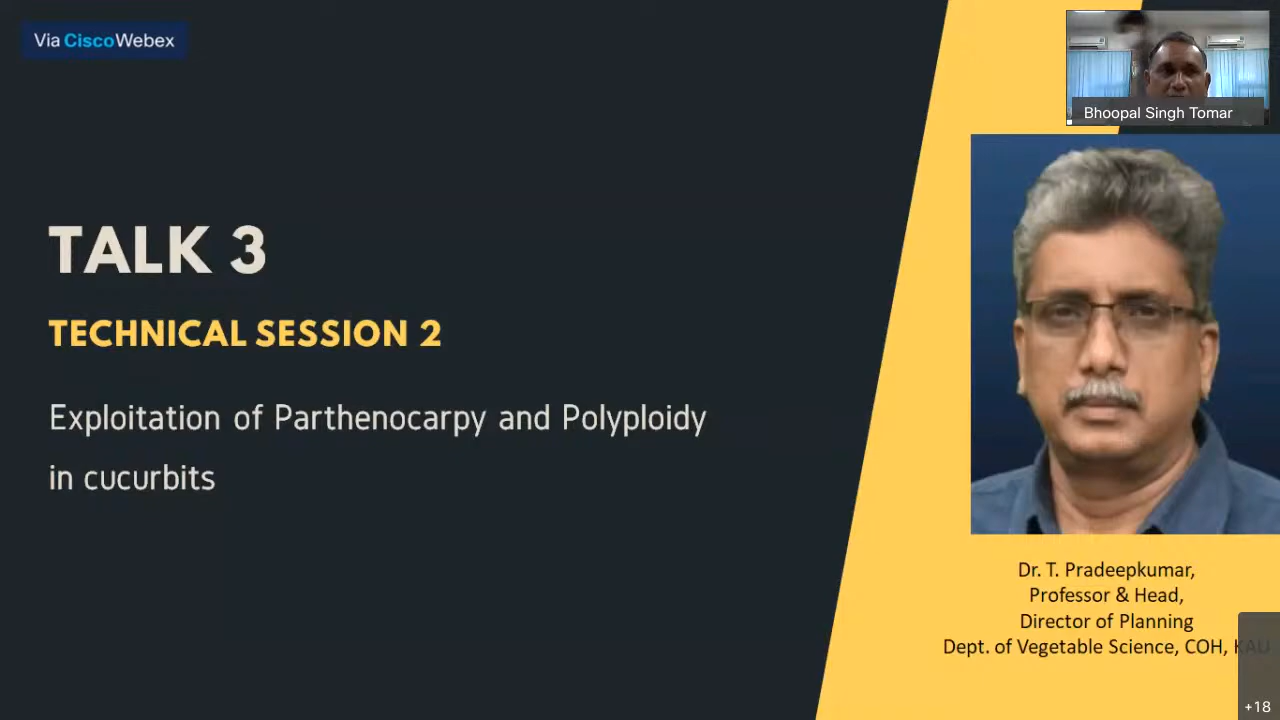 Via CiscoWebex
Bhoopal Singh Tomar
TALK 3
TECHNICAL SESSION 2
Exploitation of Parthenocarpy and Polyploidy
in cucurbits
Dr. T. Pradeepkumar,
Professor & Head,
Director of Planning
Dept. of Vegetable Science, COH, KAU
+18